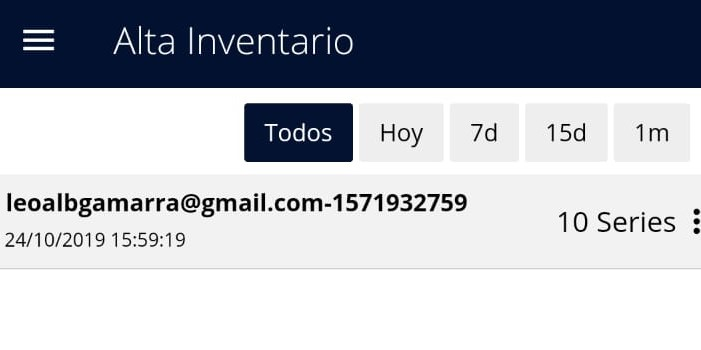 Alta Inventario
Todos Hoy 7d 15d 1m
leoalbgamarra@gmail.com-1571932759
10 Series
24/10/2019 15:59:19